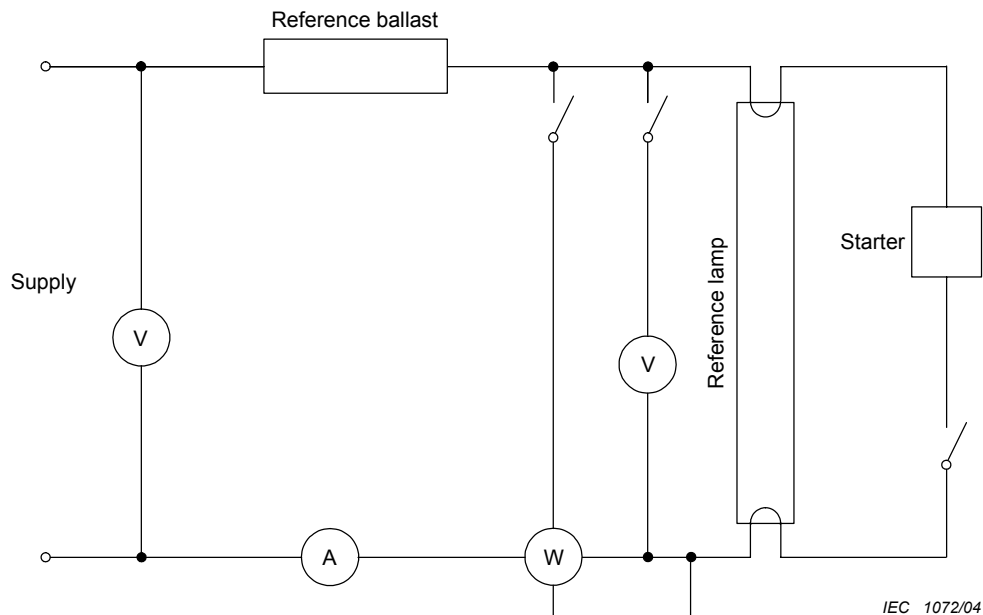 Reference ballast
Supply
V
V
Reference lamp
Starter
A
W
IEC 1072/04